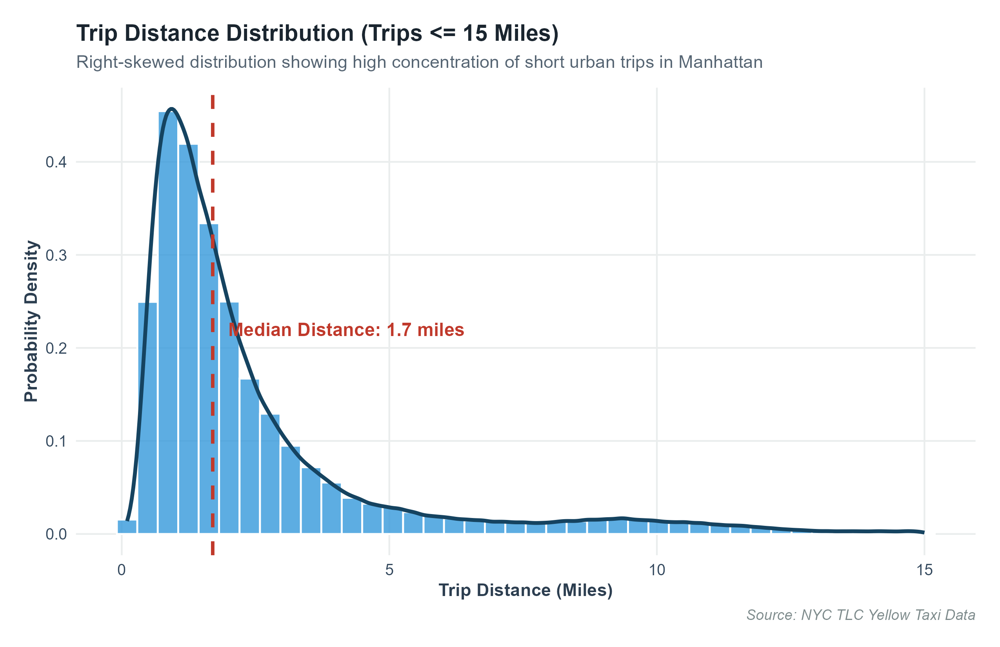 Trip Distance Distribution (Trips <= 15 Miles)
Right-skewed distribution showing high concentration of short urban trips in Manhattan
Probability Density
0.4
0.3
0.2
0.1
0.0
Median Distance: 1.7 miles
0 5 10 15
Trip Distance (Miles)
Source: NYC TLC Yellow Taxi Data